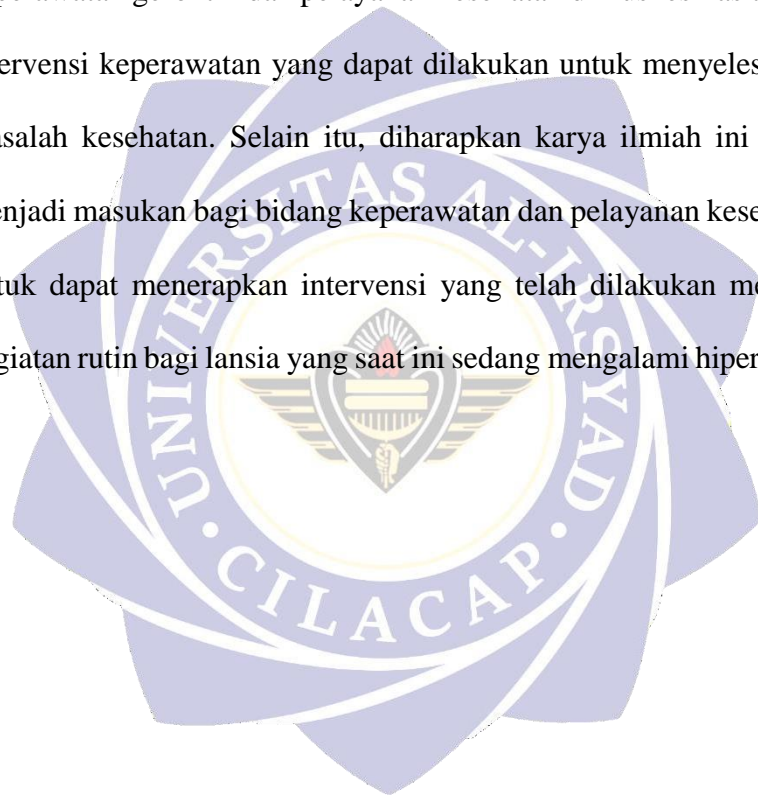 tervensi keperawatan yang dapat dilakukan untuk menyeles
asalah kesehatan. Selain itu, diharapkan karya ilmiah ini
enjadi masukan bagi bidang keperawatan dan pelayanan kese
tuk dapat menerapkan intervensi yang telah dilakukan me
giatan rutin bagi lansia yang saat ini sedang mengalami hiper
UNIVERSITAS AL-IRSYAD
CILACAP